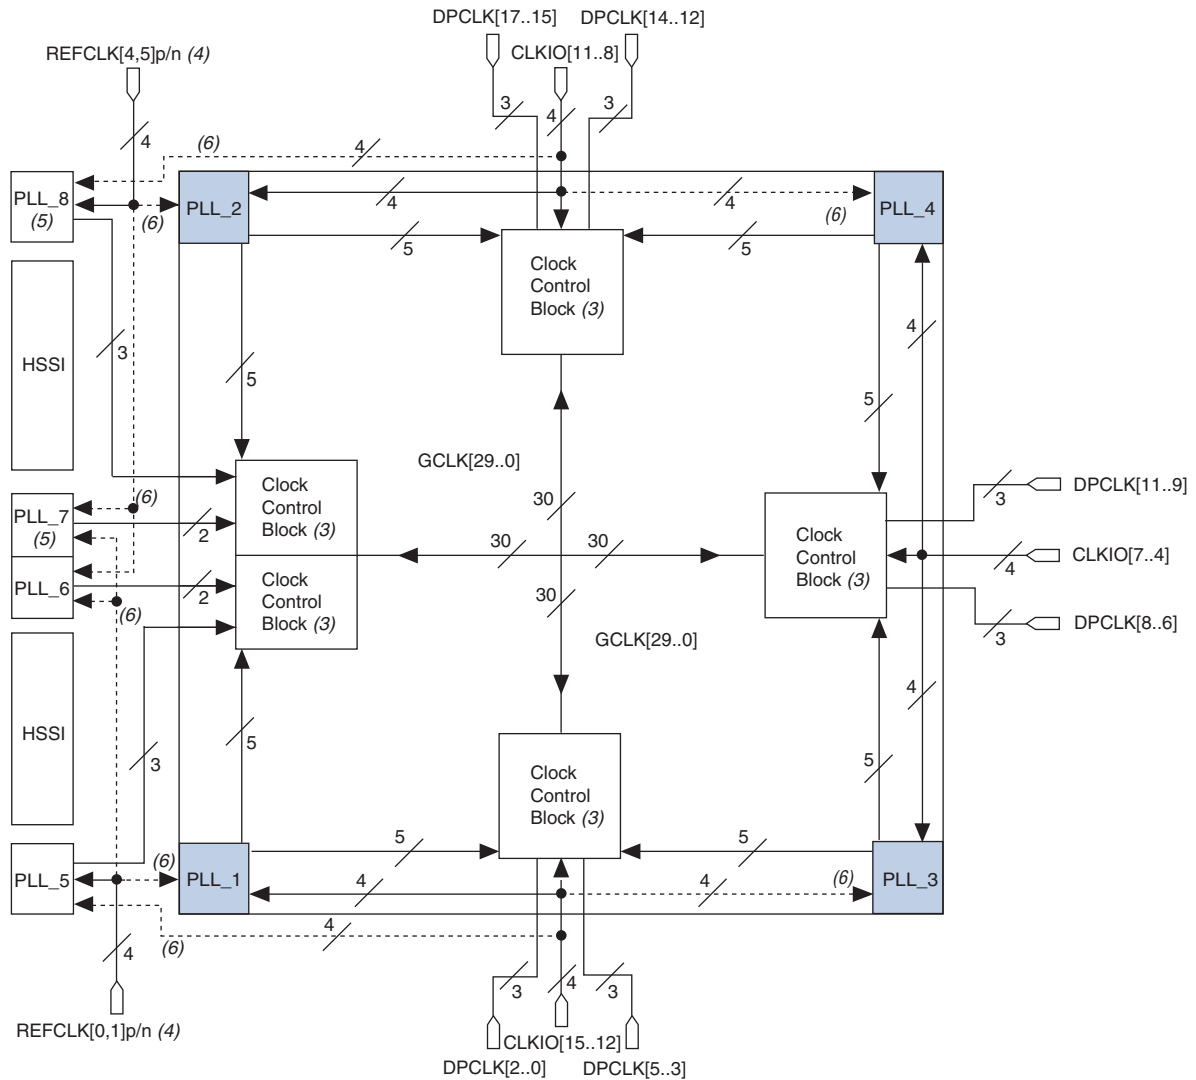 DPCLK[17..15]
DPCLK[14..12]
REFCLK[4,5]p/n (4)
CLKIO[11..8]
3
4
3
4
(6)
4
PLL_8
(5)
(6)
PLL_2
4
4
(6)
PLL_4
5
5
Clock
Control
Block (3)
HSSI
3
5
4
5
GCLK[29..0]
Clock
Control
Block (3)
(6)
PLL_7
(5)
2
30
30
30
30
DPCLK[11..9]
3
Clock
Control
Block (3)
CLKIO[7..4]
4
PLL_6
2
(6)
Clock
Control
Block (3)
DPCLK[8..6]
3
GCLK[29..0]
HSSI
3
5
4
5
Clock
Control
Block (3)
5
5
PLL_5
(6)
PLL_1
4
4
(6)
PLL_3
4
(6)
4
3
4
3
REFCLK[0,1]p/n (4)
CLKIO[15..12]
DPCLK[2..0]
DPCLK[5..3]